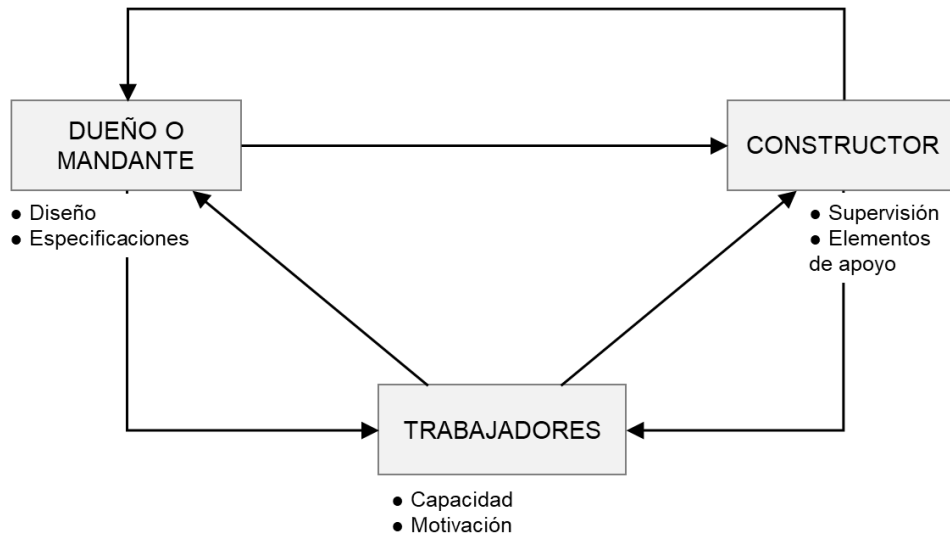 DUEÑO O
MANDANTE
● Diseño
● Especificaciones
CONSTRUCTOR
● Supervisión
● Elementos
de apoyo
TRABAJADORES
● Capacidad
● Motivación